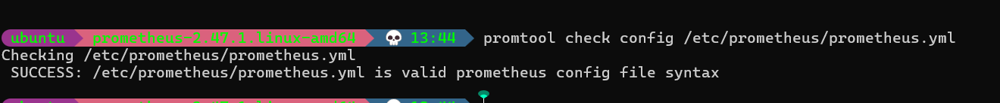 ubuntu prometheus-2.47.1.linux-amd64 13:44 promtool check config /etc/prometheus/prometheus.yml
Checking /etc/prometheus/prometheus.yml
SUCCESS: /etc/prometheus/prometheus.yml is valid prometheus config file syntax